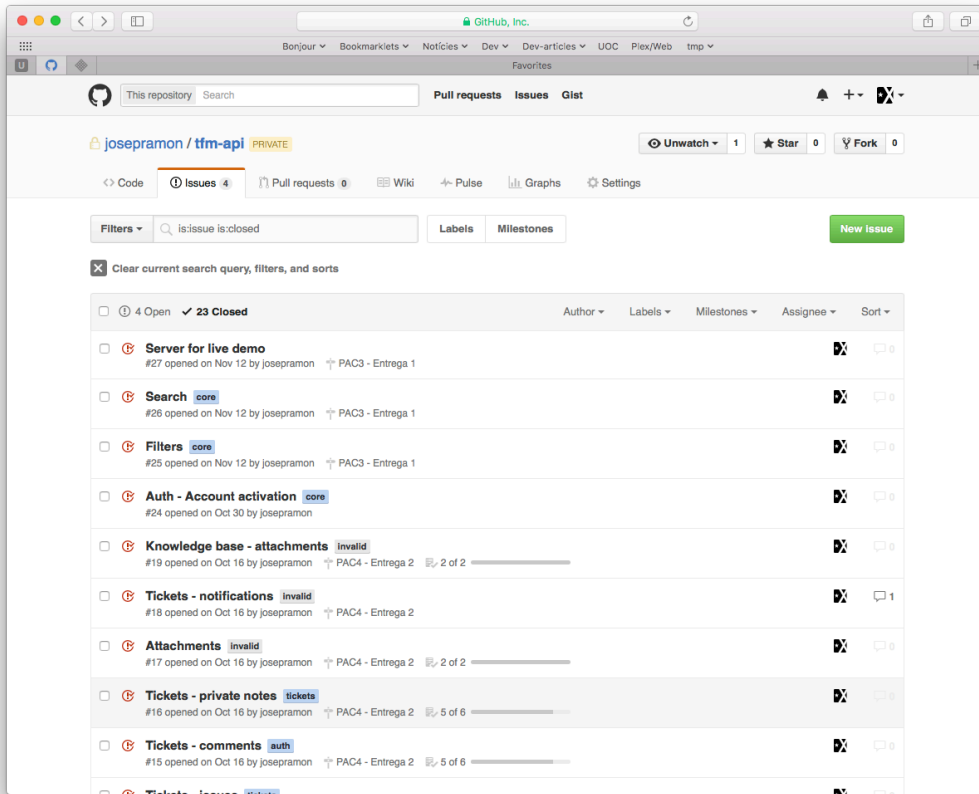 GitHub, Inc.
Bonjour Bookmarklets Notícies Dev Dev-articles UOC Plex/Web tmp
U Favorites
This repository Search Pull requests Issues Gist
josepramon / tfm-api PRIVATE Unwatch 1 Star 0 Fork 0
Code Issues 4 Pull requests 0 Wiki Pulse Graphs Settings
Filters is:issue is:closed Labels Milestones New issue
Clear current search query, filters, and sorts
4 Open 23 Closed Author Labels Milestones Assignee Sort
Server for live demo 0
#27 opened on Nov 12 by josepramon PAC3 - Entrega 1
Search core 0
#26 opened on Nov 12 by josepramon PAC3 - Entrega 1
Filters core 0
#25 opened on Nov 12 by josepramon PAC3 - Entrega 1
Auth - Account activation core 0
#24 opened on Oct 30 by josepramon
Knowledge base - attachments invalid 0
#19 opened on Oct 16 by josepramon PAC4 - Entrega 2 2 of 2
Tickets - notifications invalid 1
#18 opened on Oct 16 by josepramon PAC4 - Entrega 2
Attachments invalid 0
#17 opened on Oct 16 by josepramon PAC4 - Entrega 2 2 of 2
Tickets - private notes tickets 0
#16 opened on Oct 16 by josepramon PAC4 - Entrega 2 5 of 6
Tickets - comments auth 0
#15 opened on Oct 16 by josepramon PAC4 - Entrega 2 5 of 6
Tickets - issues tickets